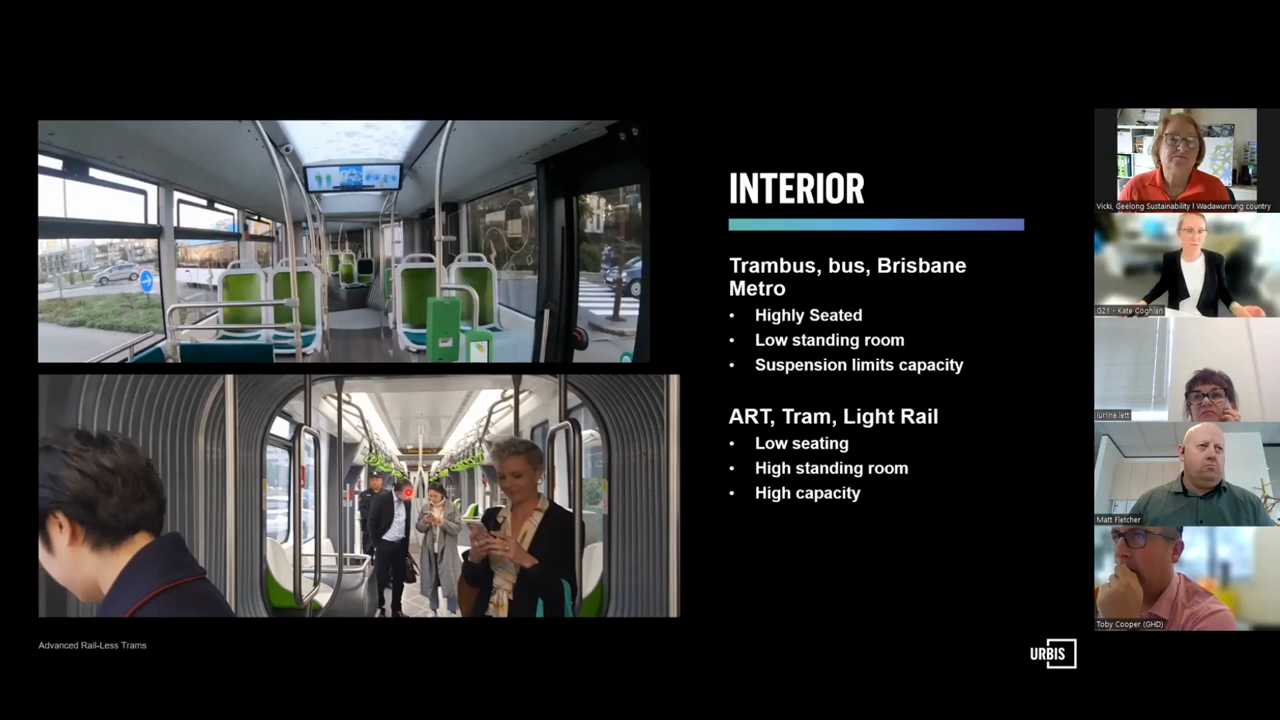 INTERIOR
Trambus, bus, Brisbane
Metro
• Highly Seated
• Low standing room
• Suspension limits capacity
ART, Tram, Light Rail
• Low seating
• High standing room
• High capacity
Advanced Rail-Less Trams
URBIS
Vicki, Geelong Sustainability I Wadawurrung country
G21 - Kate Coghlan
lurline.lett
Matt Fletcher
Toby Cooper (GHD)